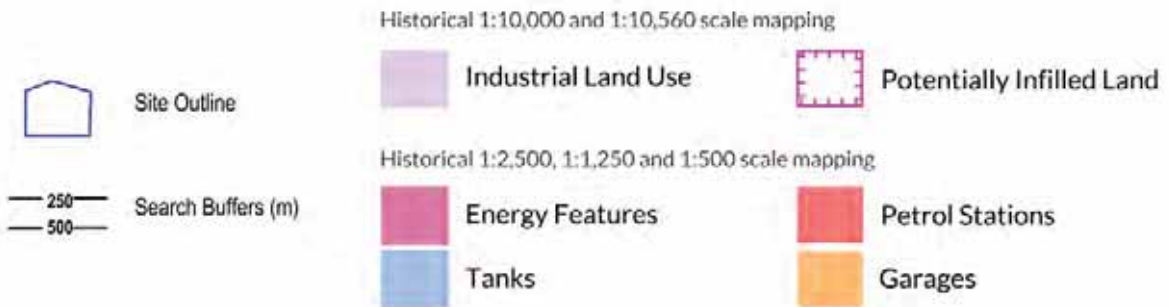 Historical 1:10,000 and 1:10,560 scale mapping
Industrial Land Use
Potentially Infilled Land
Site Outline
Historical 1:2,500, 1:1,250 and 1:500 scale mapping
250
500
Search Buffers (m)
Energy Features
Petrol Stations
Tanks
Garages